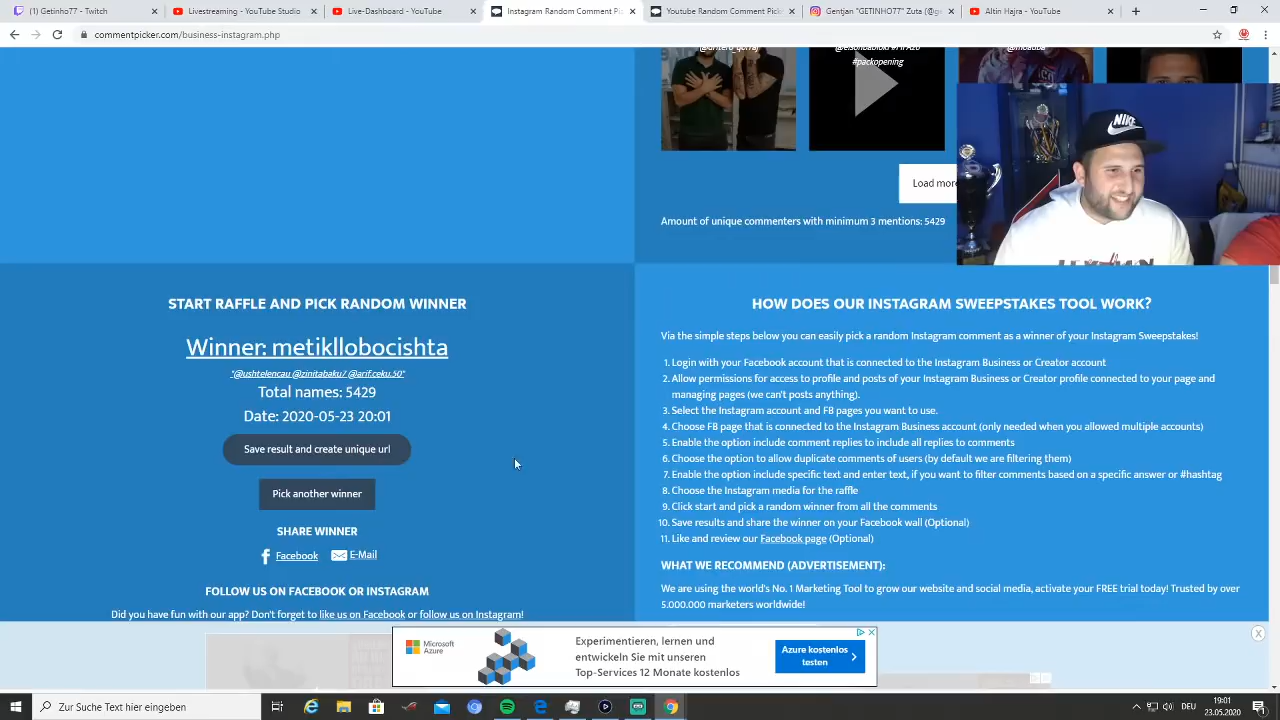 (1) Getinho77 - Twitch
Livestreaming - YouTube Studio
Live-Dashboard - YouTube
Instagram Random Comment Pi
Youtube Random Comment Picker
Gentjan "GETINHO77" Zuta (@g
Altin Hajra - YouTube
commentpicker.com/business-instagram.php
#packopening
Load more
Amount of unique commenters with minimum 3 mentions: 5429
NIKE
START RAFFLE AND PICK RANDOM WINNER
Winner: metikllobocishta
"@ushtelencau @zinitabaku7 @arif.ceku.50"
Total names: 5429
Date: 2020-05-23 20:01
Save result and create unique url
Pick another winner
SHARE WINNER
Facebook
E-Mail
FOLLOW US ON FACEBOOK OR INSTAGRAM
Did you have fun with our app? Don't forget to like us on Facebook or follow us on Instagram!
HOW DOES OUR INSTAGRAM SWEEPSTAKES TOOL WORK?
Via the simple steps below you can easily pick a random Instagram comment as a winner of your Instagram Sweepstakes!
1. Login with your Facebook account that is connected to the Instagram Business or Creator account
2. Allow permissions for access to profile and posts of your Instagram Business or Creator profile connected to your page and
managing pages (we can't posts anything).
3. Select the Instagram account and FB pages you want to use.
4. Choose FB page that is connected to the Instagram Business account (only needed when you allowed multiple accounts)
5. Enable the option include comment replies to include all replies to comments
6. Choose the option to allow duplicate comments of users (by default we are filtering them)
7. Enable the option include specific text and enter text, if you want to filter comments based on a specific answer or #hashtag
8. Choose the Instagram media for the raffle
9. Click start and pick a random winner from all the comments
10. Save results and share the winner on your Facebook wall (Optional)
11. Like and review our Facebook page (Optional)
WHAT WE RECOMMEND (ADVERTISEMENT):
We are using the world's No. 1 Marketing Tool to grow our website and social media, activate your FREE trial today! Trusted by over
5.000.000 marketers worldwide!
Microsoft
Azure
Experimentieren, lernen und
entwickeln Sie mit unseren
Top-Services 12 Monate kostenlos
Azure kostenlos
testen
Zur Suche Text hier eingeben
DEU
19:01
23.05.2020